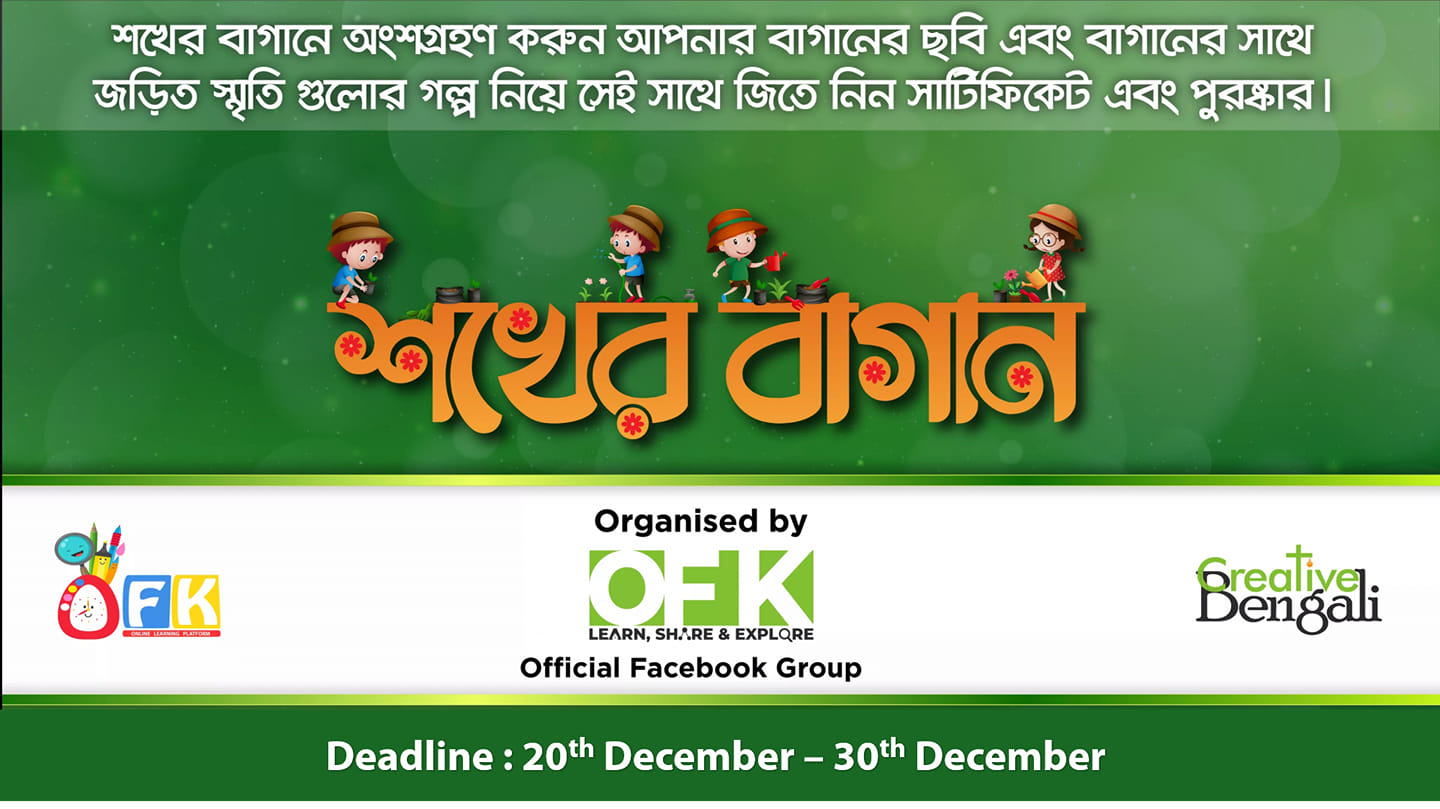 শখের বাগানে অংশগ্রহণ করুন আপনার বাগানের ছবি এবং বাগানের সাথে
জড়িত স্মৃতি গুলোর গল্প নিয়ে সেই সাথে জিতে নিন সার্টিফিকেট এবং পুরষ্কার।
শখের বাগান
OFK
ONLINE LEARNING PLATFORM
Organised by
OFK
LEARN, SHARE & EXPLORE
Official Facebook Group
Creative
Bengali
Deadline : 20th December – 30th December